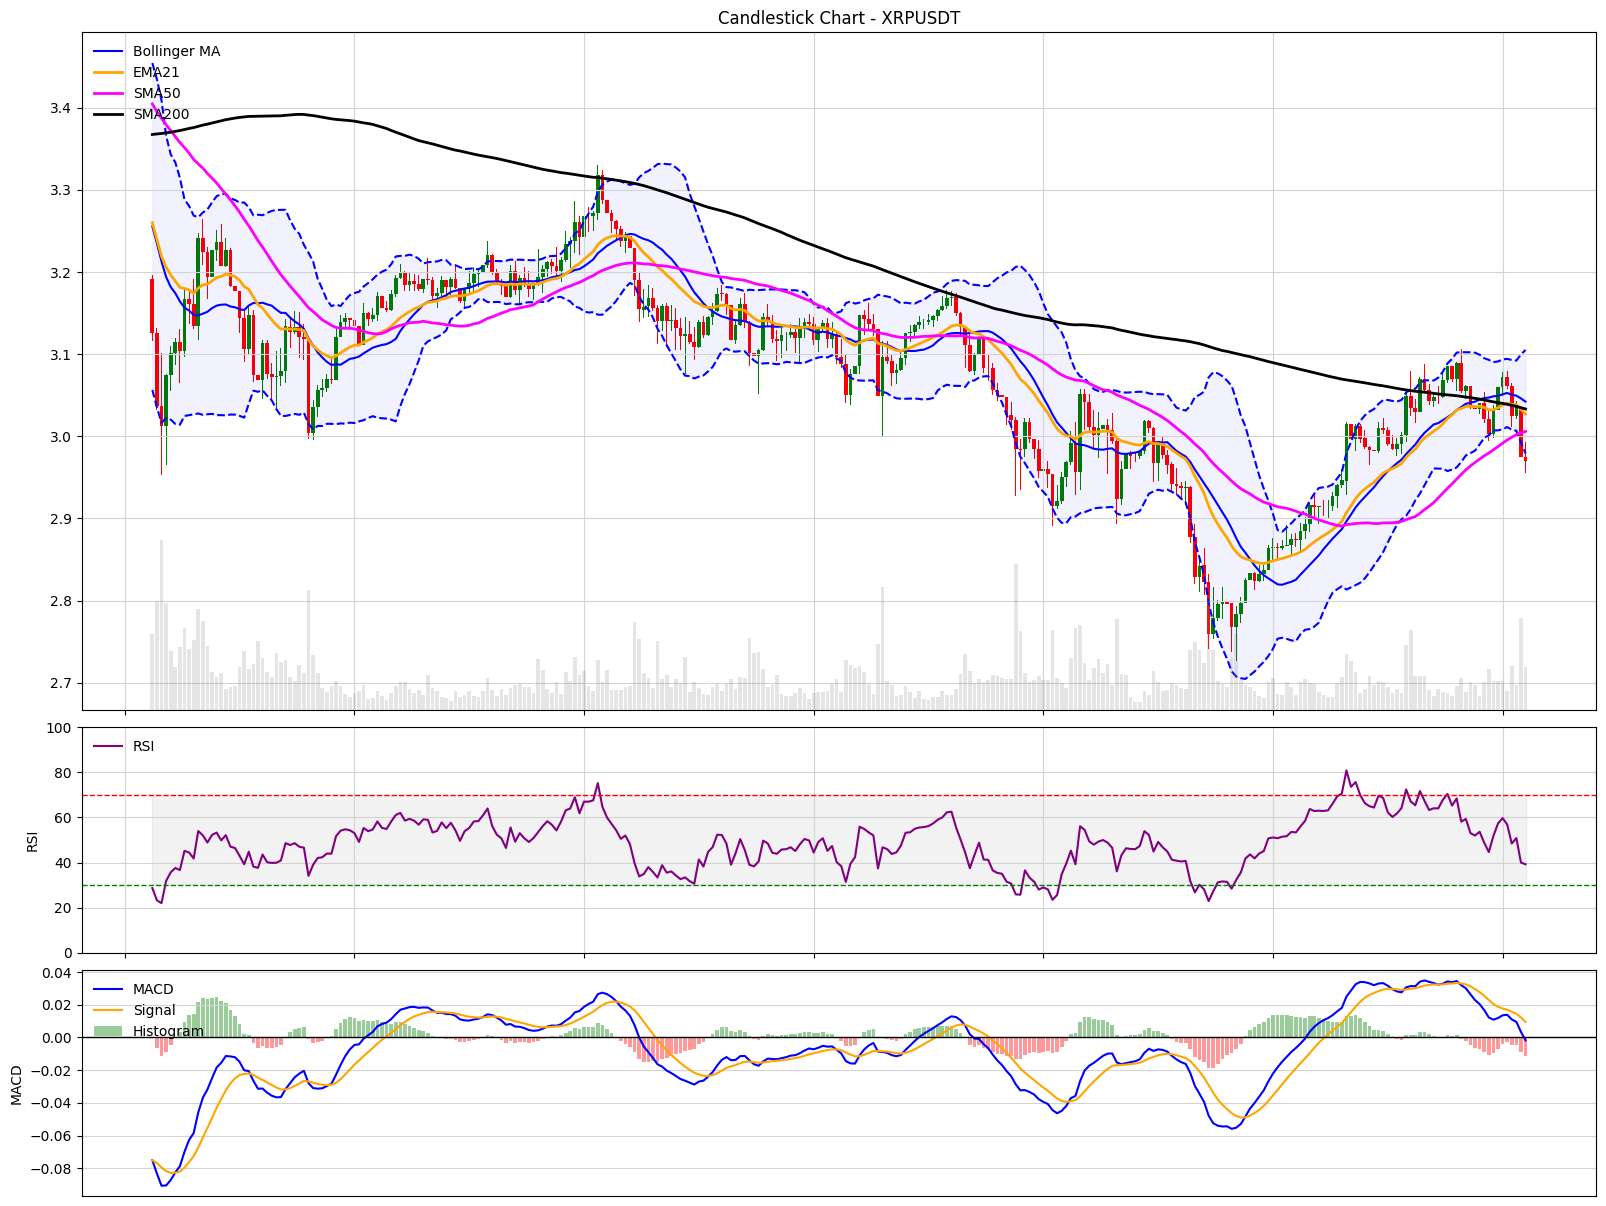 Candlestick Chart - XRPUSDT
Bollinger MA
EMA21
SMA50
SMA200
3.4
3.3
3.2
3.1
3.0
2.9
2.8
2.7
RSI
100
80
60
40
20
0
RSI
MACD
Signal
Histogram
0.04
0.02
0.00
−0.02
−0.04
−0.06
−0.08
MACD